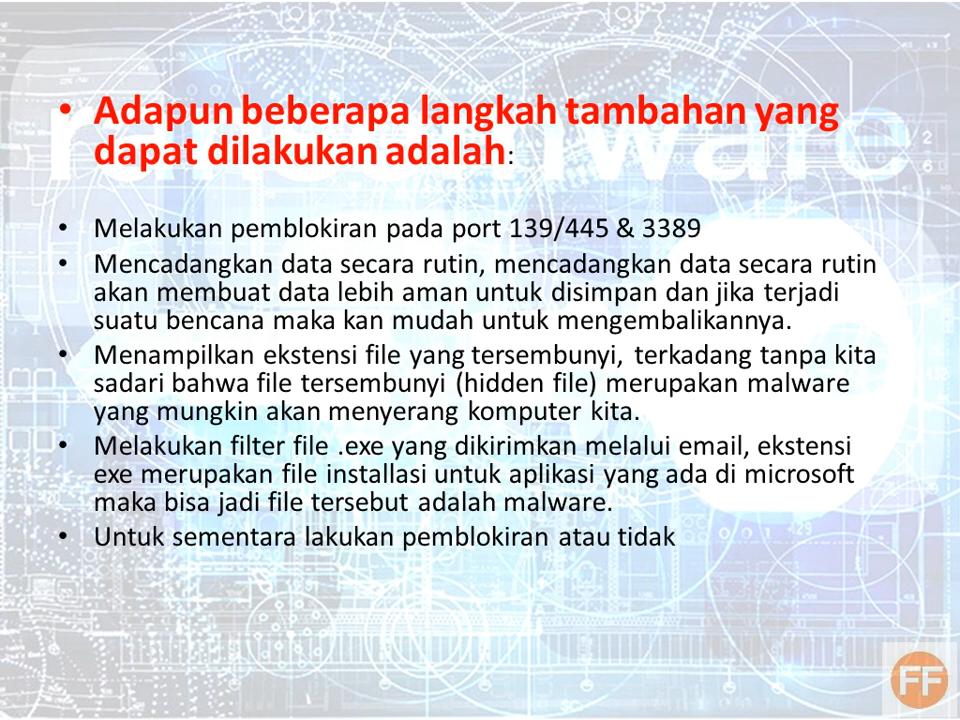 • Adapun beberapa langkah tambahan yang
dapat dilakukan adalah:
• Melakukan pemblokiran pada port 139/445 & 3389
• Mencadangkan data secara rutin, mencadangkan data secara rutin
akan membuat data lebih aman untuk disimpan dan jika terjadi
suatu bencana maka kan mudah untuk mengembalikannya.
• Menampilkan ekstensi file yang tersembunyi, terkadang tanpa kita
sadari bahwa file tersembunyi (hidden file) merupakan malware
yang mungkin akan menyerang komputer kita.
• Melakukan filter file .exe yang dikirimkan melalui email, ekstensi
exe merupakan file installasi untuk aplikasi yang ada di microsoft
maka bisa jadi file tersebut adalah malware.
• Untuk sementara lakukan pemblokiran atau tidak
FF